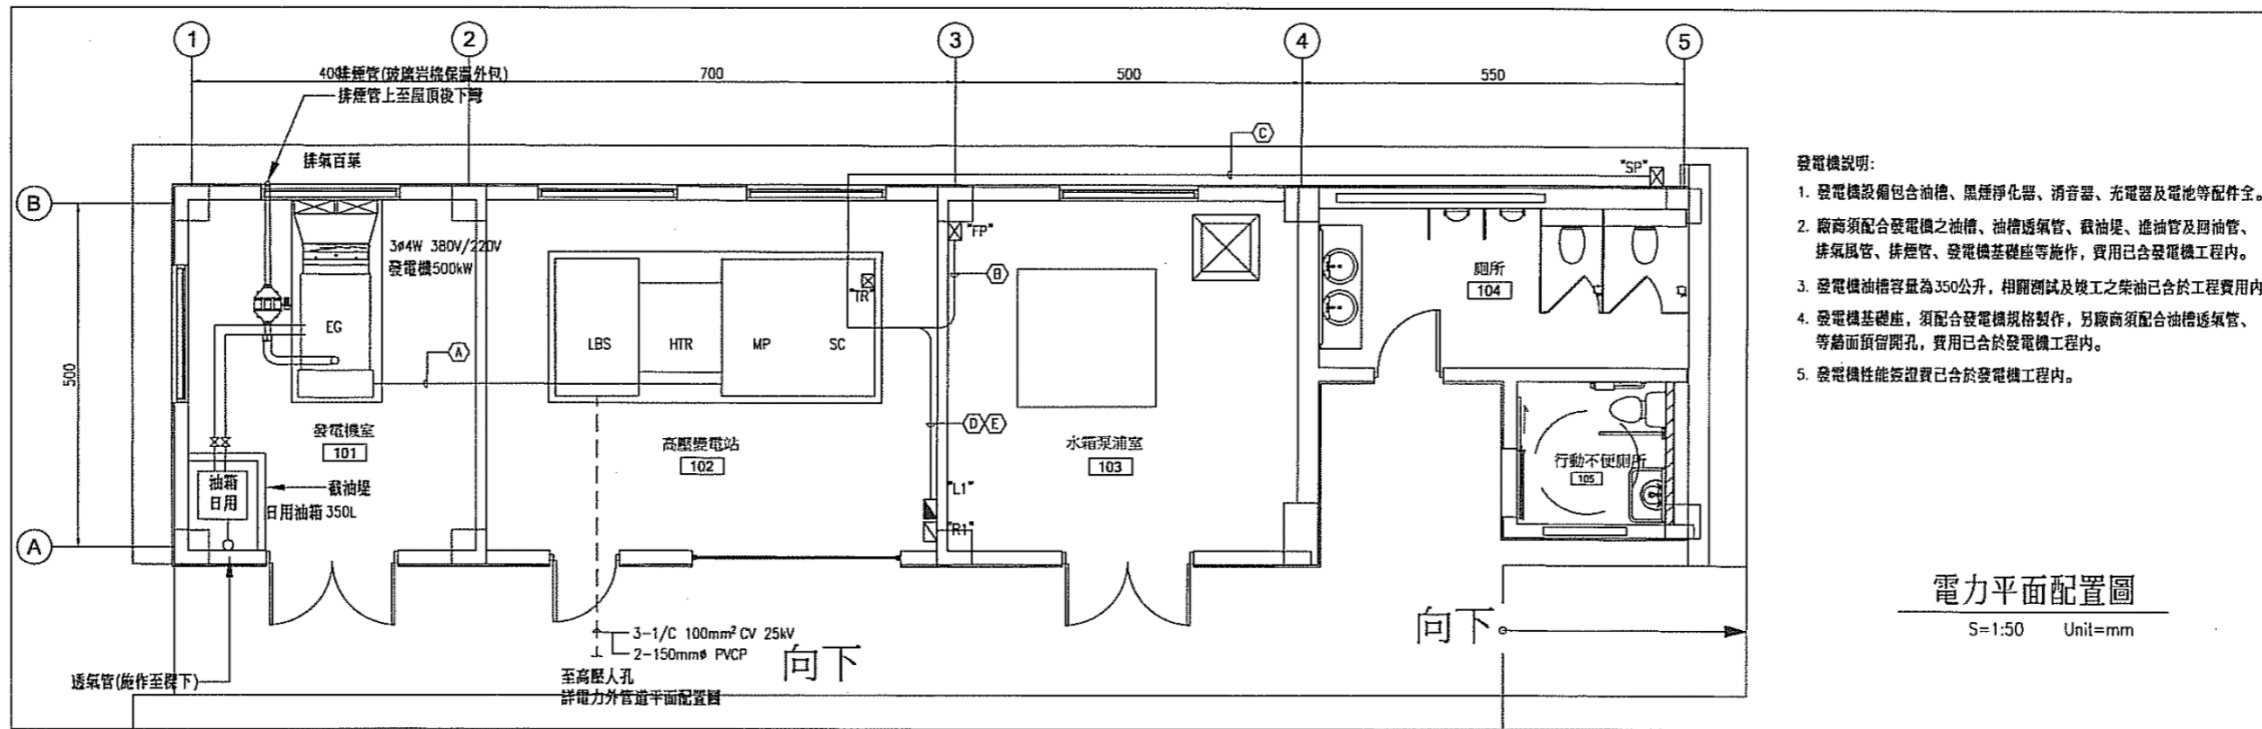 1
2
3
4
5
400
700
500
550
排煙管(玻璃岩棉保溫外包)
排煙管上至屋頂後下彎
排氣百葉
C
"SP"
B
3ø4W 380V/220V
發電機500kW
"FP"
B
"TR"
廁所
104
EG
A
LBS
HTR
MP
SC
500
發電機室
101
高壓變電站
102
D
E
水箱泵浦室
103
行動不便廁所
105
油箱
日用
截油堤
日用油箱 350L
"L1"
"R1"
A
3-1/C 100mm² CV 25kV
2-150mmø PVCP
至高壓人孔
詳電力外管道平面配置圖
向下
向下
透氣管(施作至樑下)
發電機說明:
1. 發電機設備包含油槽、黑煙淨化器、消音器、充電器及電池等配件全。
2. 廠商須配合發電機之油槽、油槽透氣管、截油堤、進油管及回油管、
排氣風管、排煙管、發電機基礎座等施作，費用已含發電機工程內。
3. 發電機油槽容量為350公升，相關測試及竣工之柴油已含於工程費用內
4. 發電機基礎座，須配合發電機規格製作，另廠商須配合油槽透氣管、
等牆面預留開孔，費用已含於發電機工程內。
5. 發電機性能簽證費已含於發電機工程內。
電力平面配置圖
S=1:50 Unit=mm